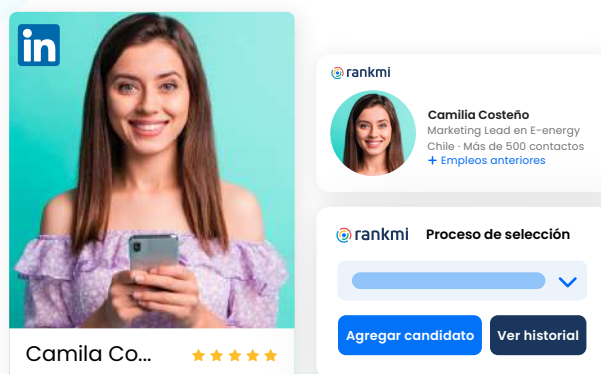 in
Camila Co...
rankmi
Camilia Costeño
Marketing Lead en E-energy
Chile · Más de 500 contactos
+ Empleos anteriores
rankmi
Proceso de selección
Agregar candidato
Ver historial